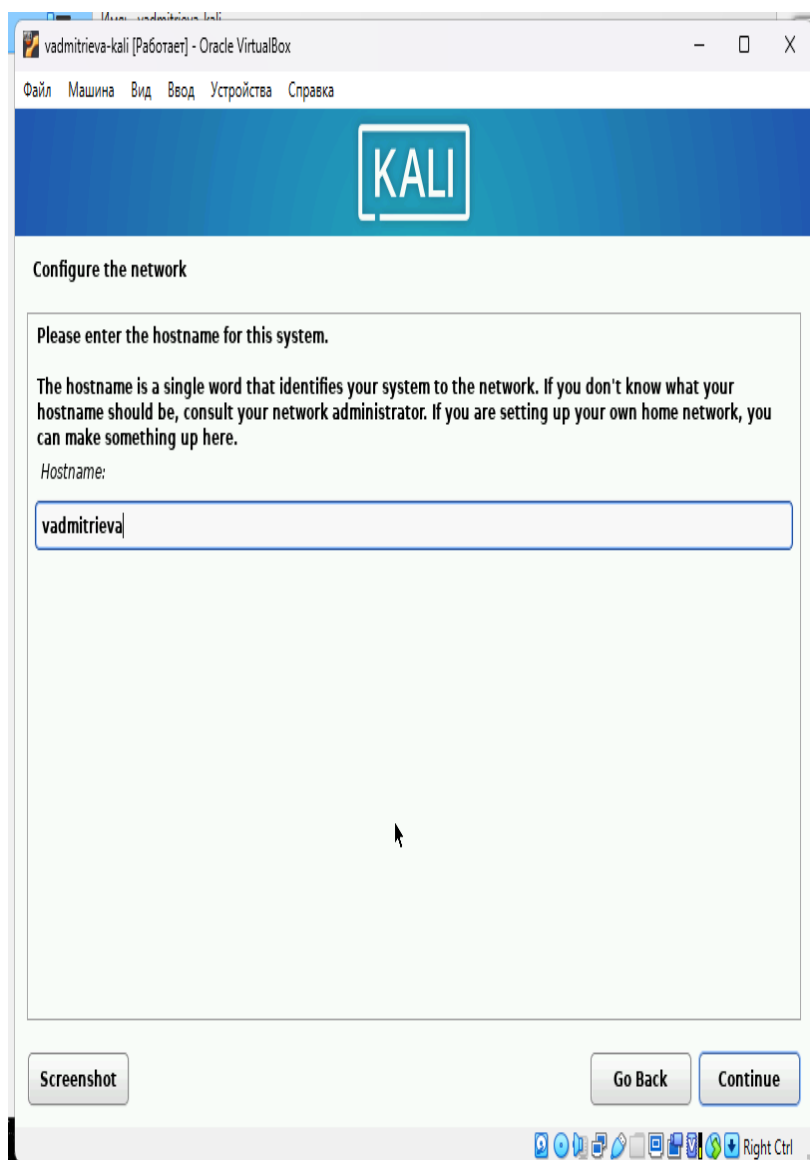 Имя: vadmitrieva-kali
vadmitrieva-kali [Работает] - Oracle VirtualBox
Файл Машина Вид Ввод Устройства Справка
KALI
Configure the network
Please enter the hostname for this system.
The hostname is a single word that identifies your system to the network. If you don't know what your
hostname should be, consult your network administrator. If you are setting up your own home network, you
can make something up here.
Hostname:
vadmitrieva
Screenshot
Go Back
Continue
Right Ctrl